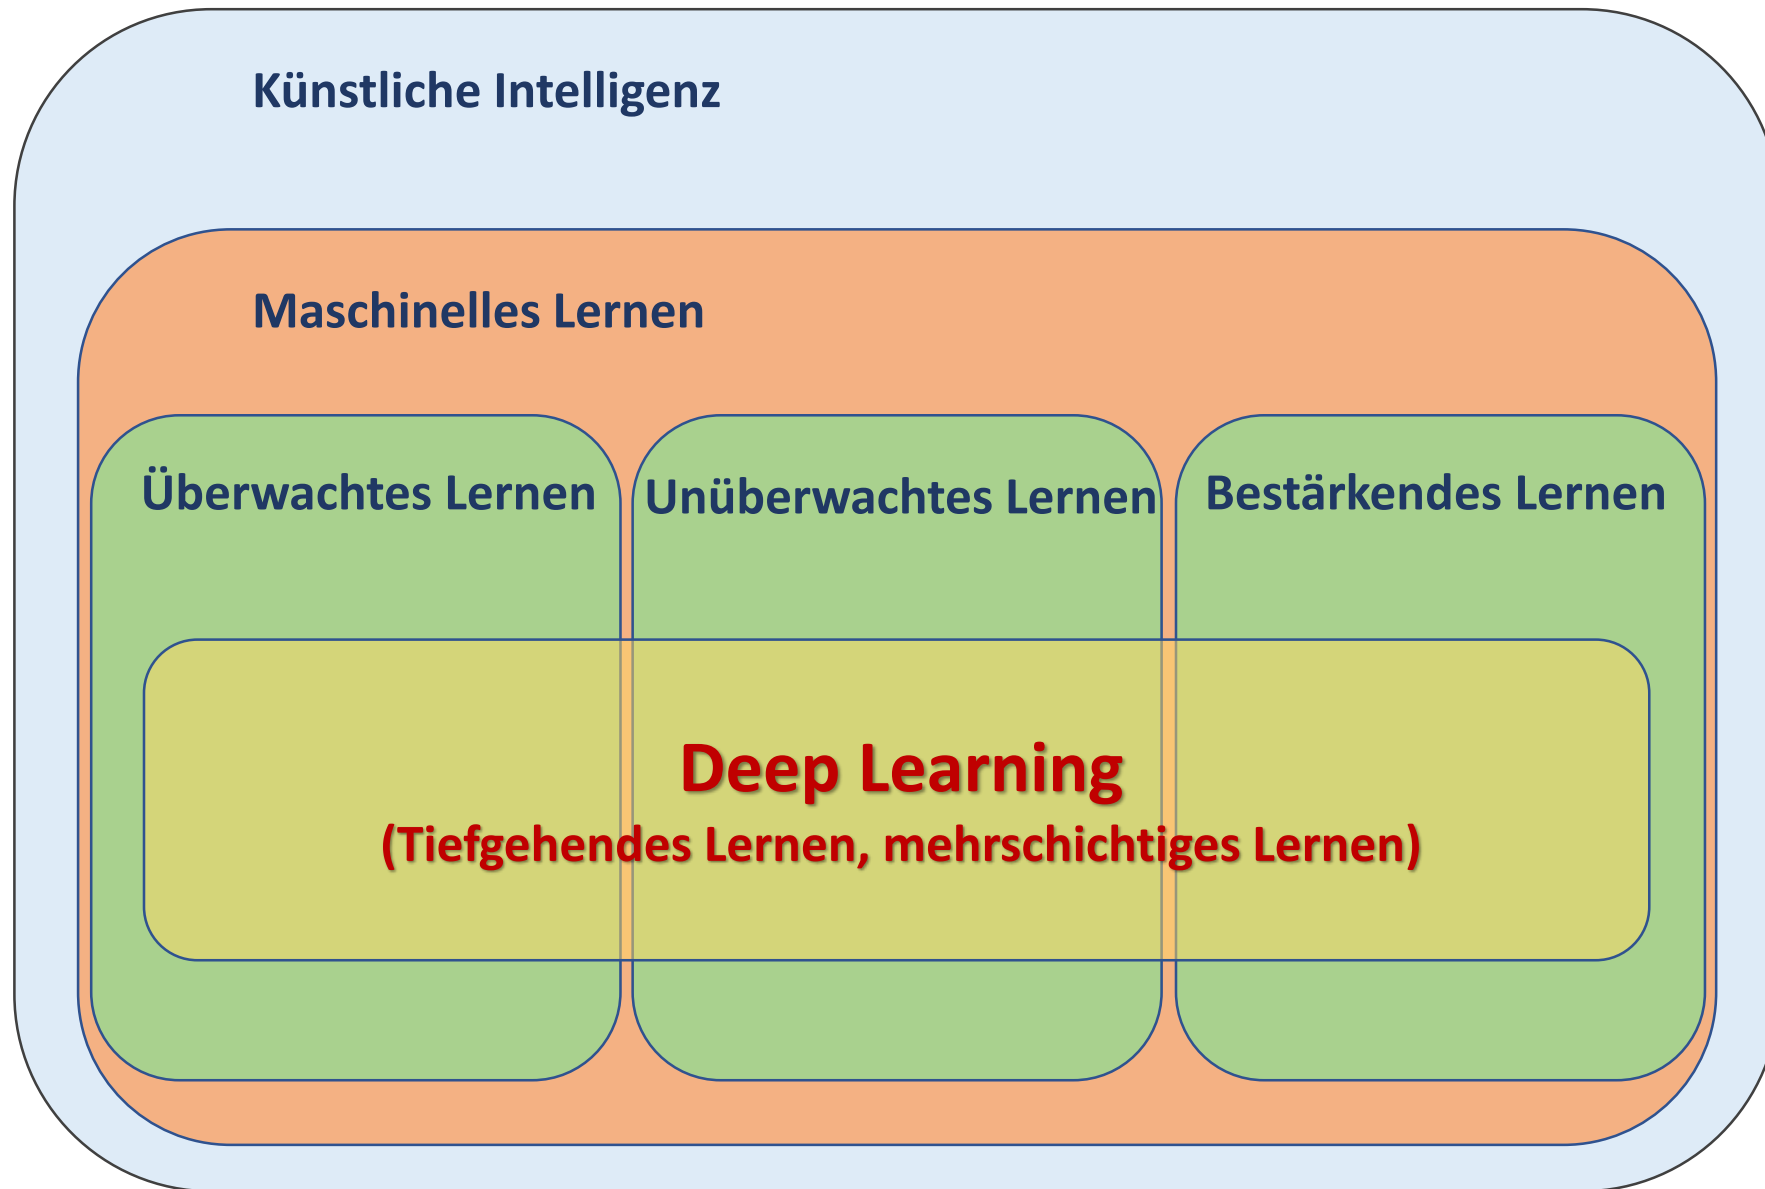 Künstliche Intelligenz
Maschinelles Lernen
Überwachtes Lernen
Unüberwachtes Lernen
Bestärkendes Lernen
Deep Learning
(Tiefgehendes Lernen, mehrschichtiges Lernen)